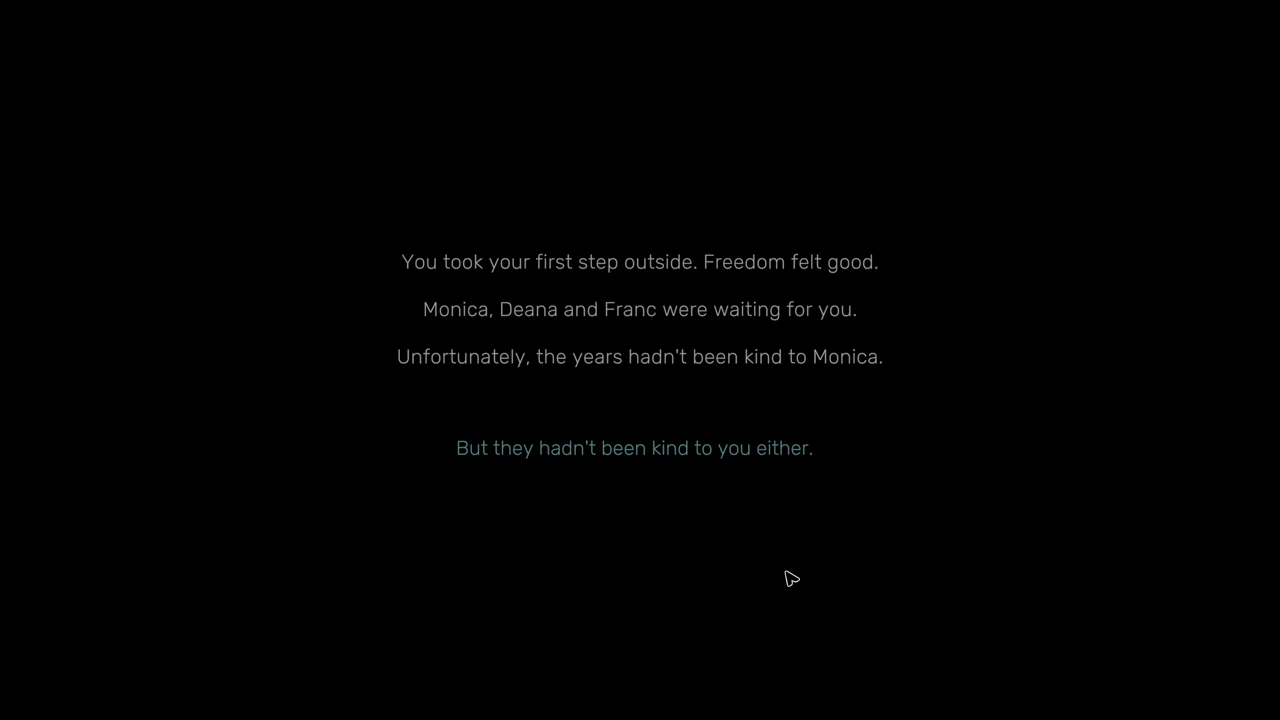 You took your first step outside. Freedom felt good.
Monica, Deana and Franc were waiting for you.
Unfortunately, the years hadn't been kind to Monica.
But they hadn't been kind to you either.